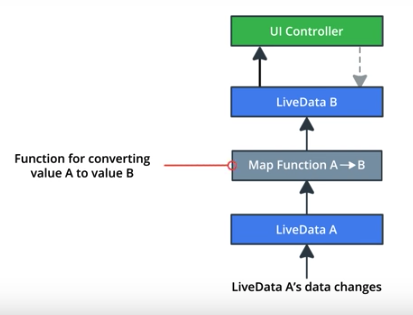 UI Controller
LiveData B
Function for converting
value A to value B
Map Function A→B
LiveData A
LiveData A's data changes